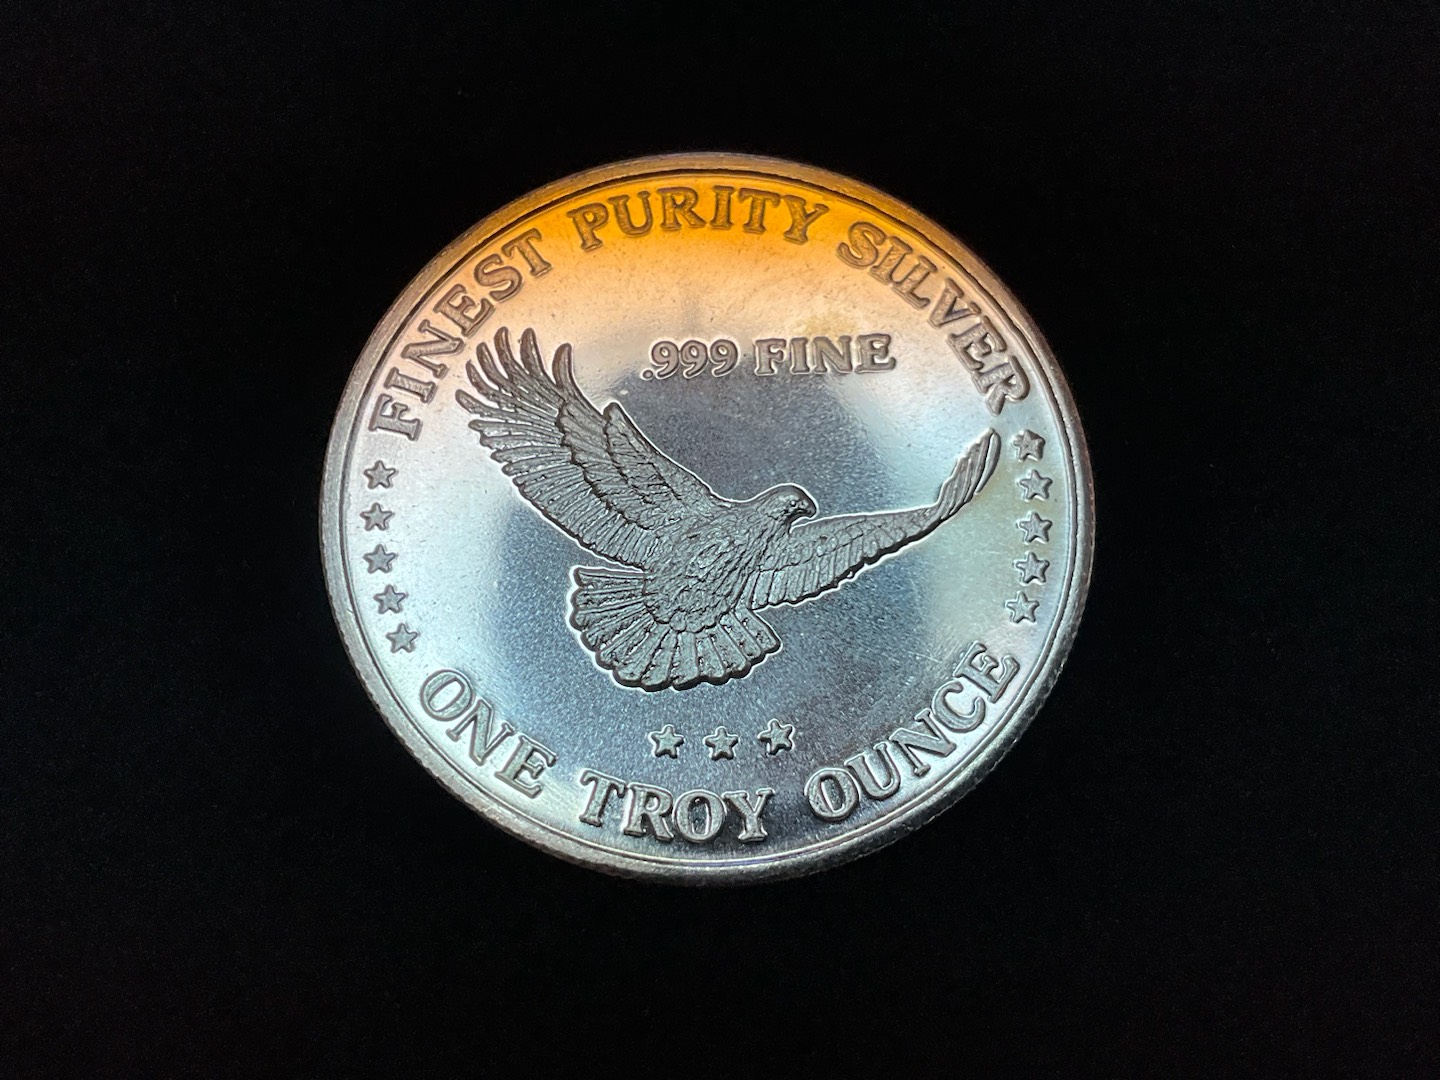 FINEST PURITY SILVER
.999 FINE
ONE TROY OUNCE